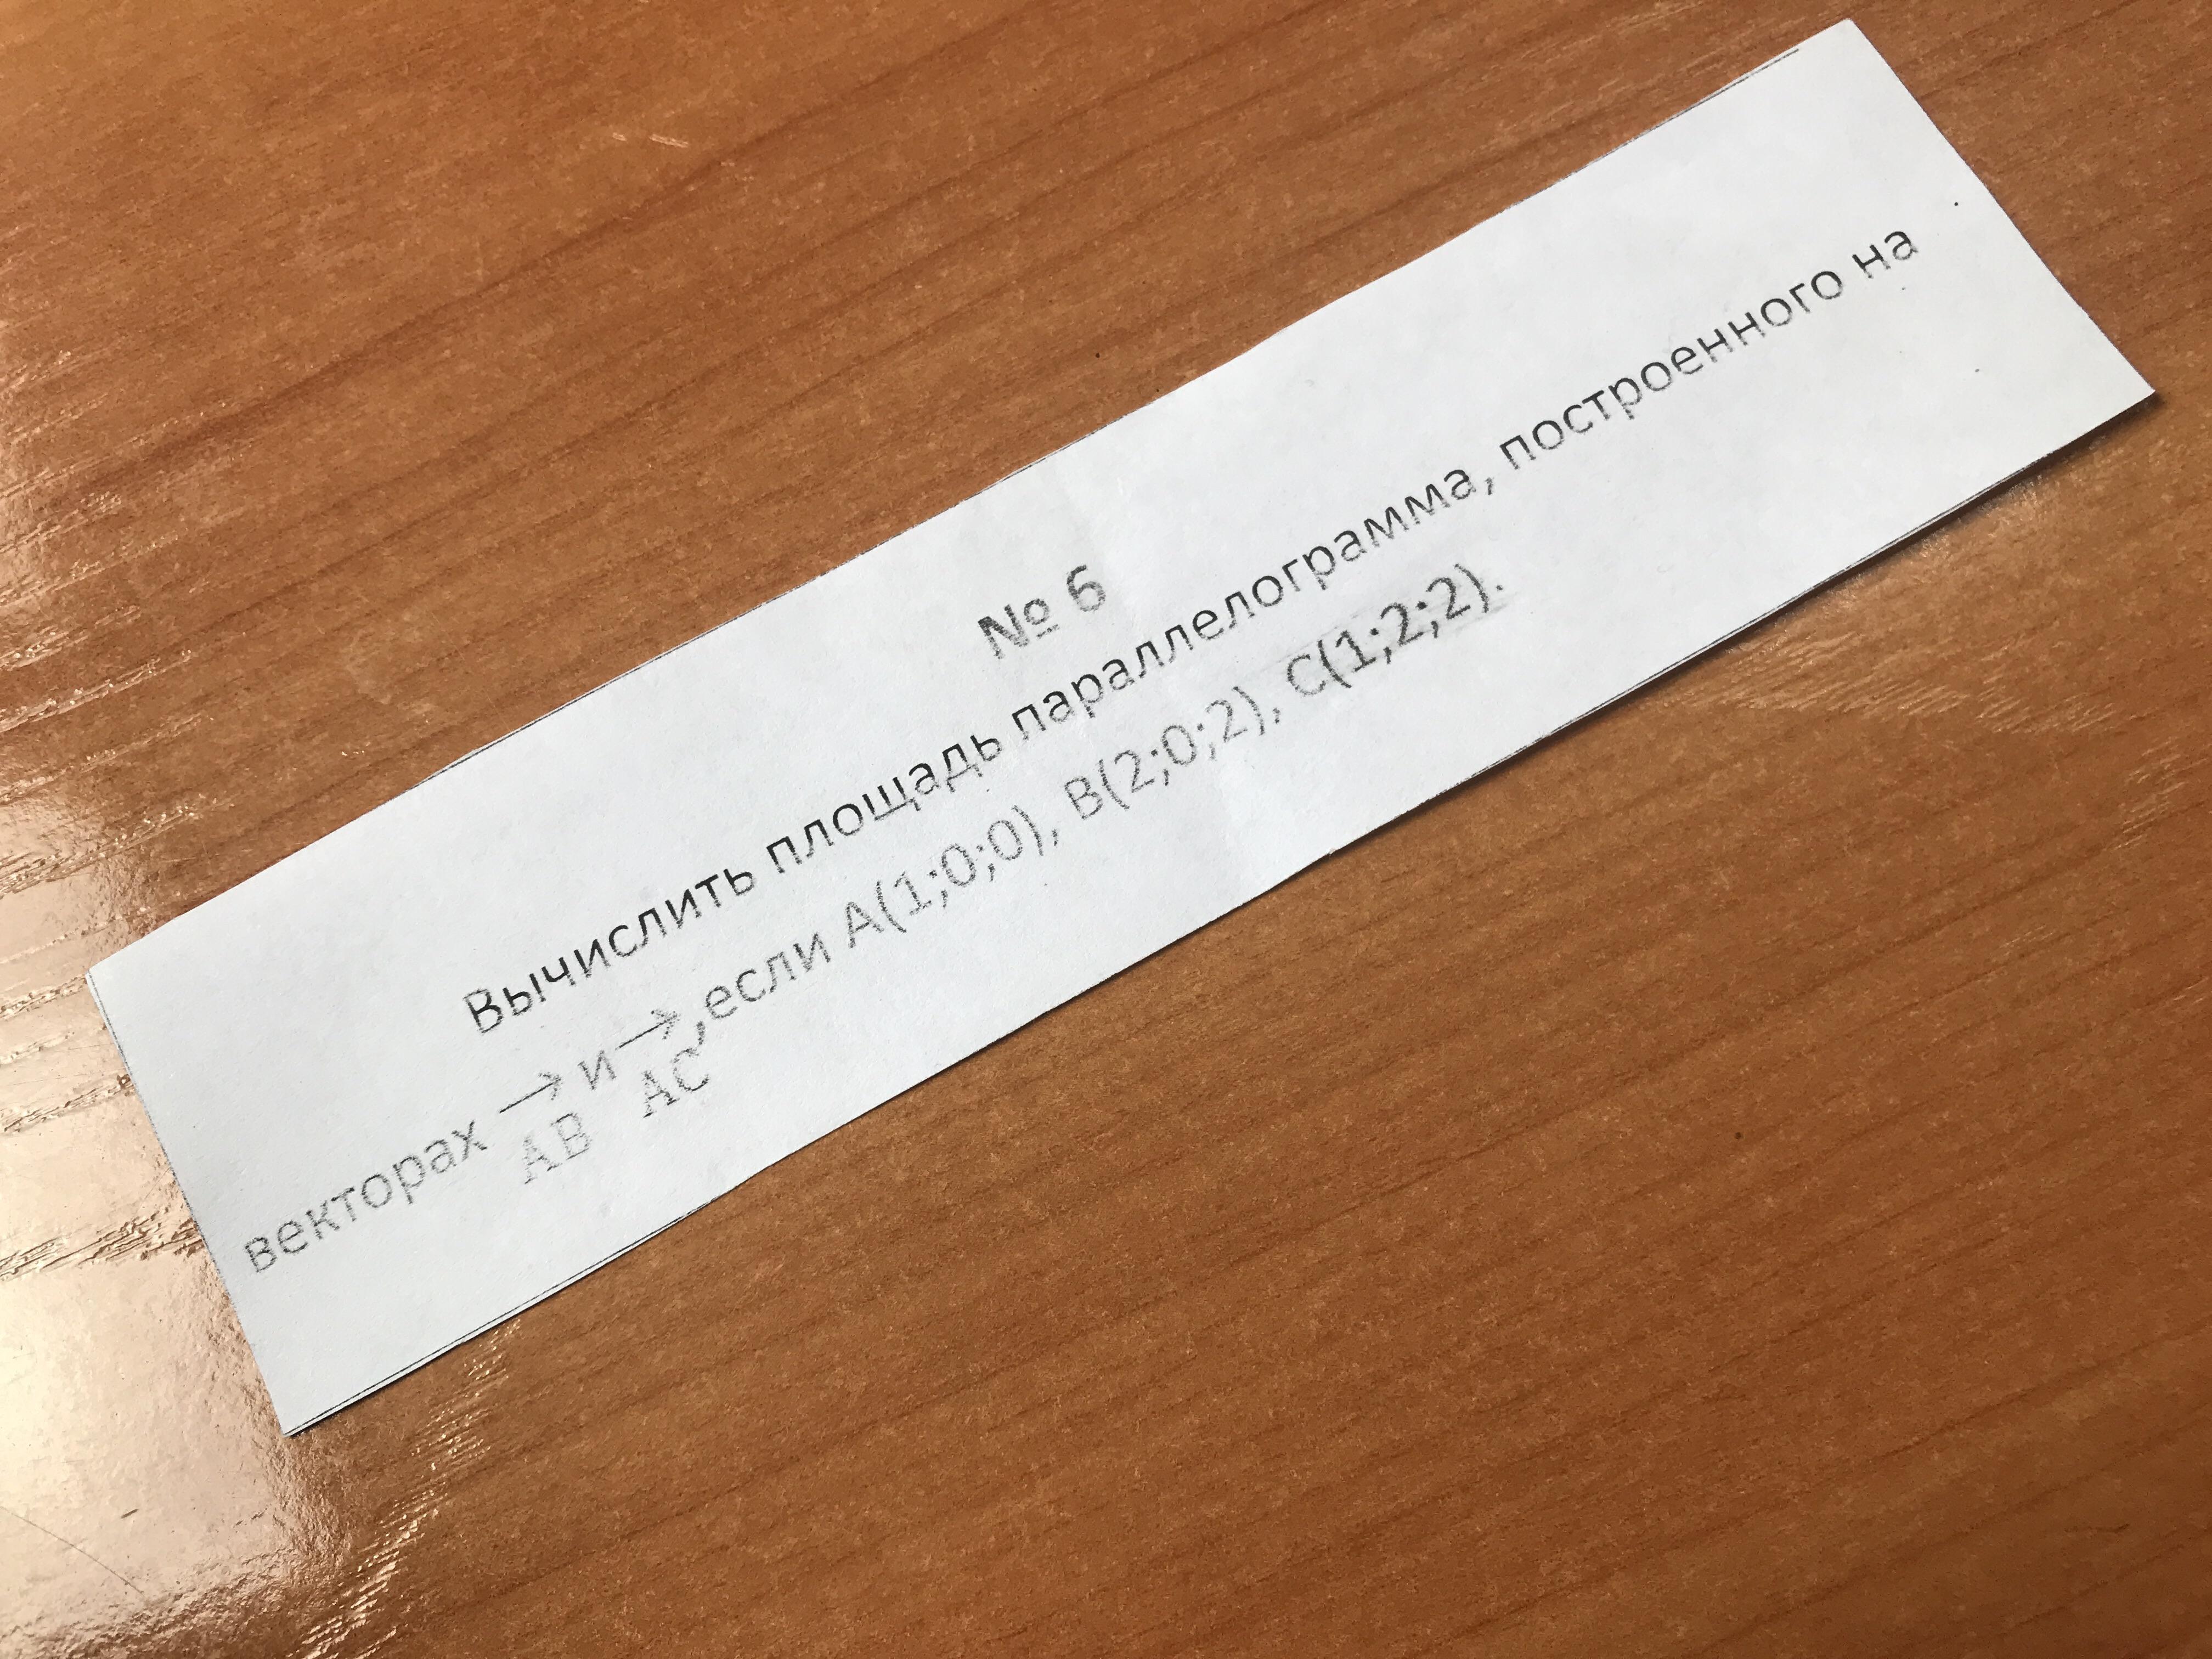 № 6
Вычислить площадь параллелограмма, построенного на
векторах → и →, если A(1;0;0), B(2;0;2), C(1;2;2).
AB AC